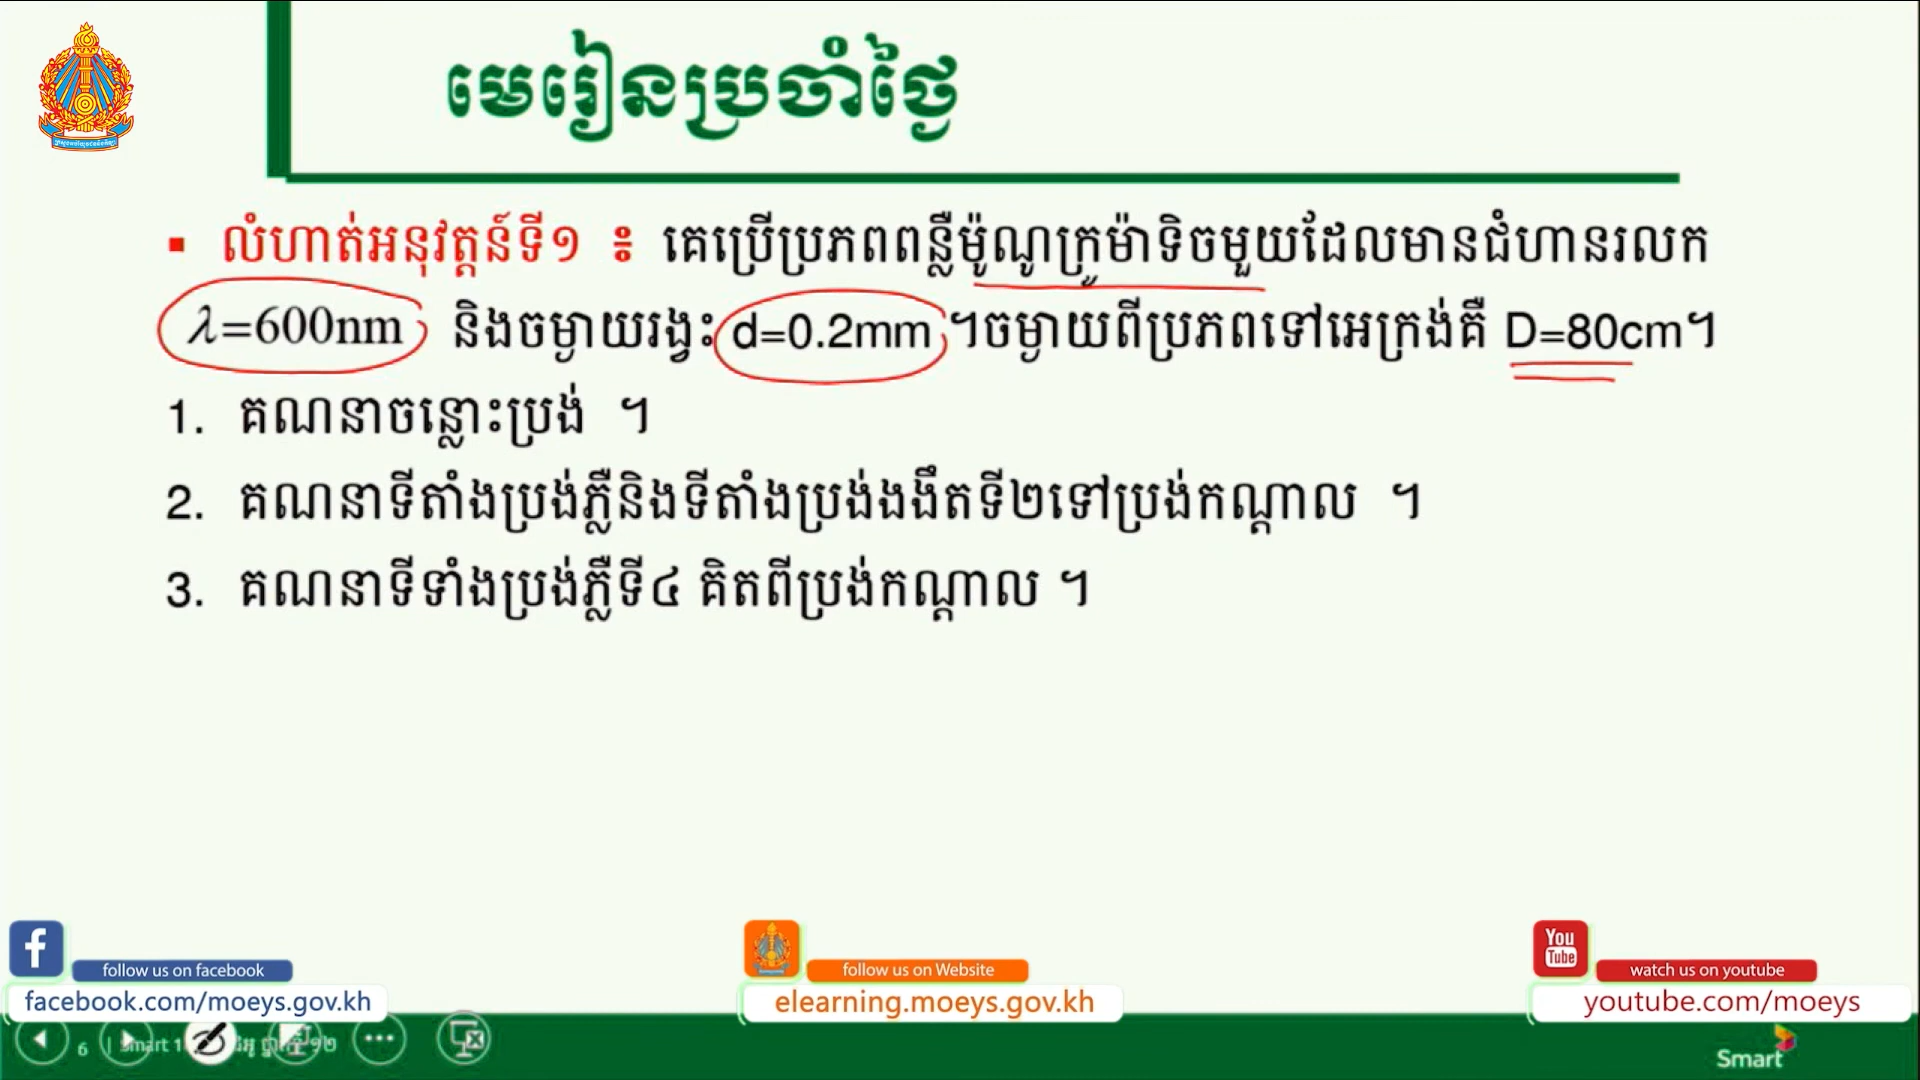 មេរៀនប្រចាំថ្ងៃ
▪ លំហាត់អនុវត្តន៍ទី១ ៖ គេប្រើប្រភពពន្លឺម៉ូណូក្រូម៉ាទិចមួយដែលមានជំហានរលក
λ=600nm និងចម្ងាយរង្វះ d=0.2mm ។ចម្ងាយពីប្រភពទៅអេក្រង់គឺ D=80cm។
1. គណនាចន្លោះប្រង់ ។
2. គណនាទីតាំងប្រង់ភ្លឺនិងទីតាំងប្រង់ងងឹតទី២ទៅប្រង់កណ្តាល ។
3. គណនាទីទាំងប្រង់ភ្លឺទី៤ គិតពីប្រង់កណ្តាល ។
follow us on facebook
facebook.com/moeys.gov.kh
follow us on Website
elearning.moeys.gov.kh
You Tube
watch us on youtube
youtube.com/moeys
6 | Smart
Smart